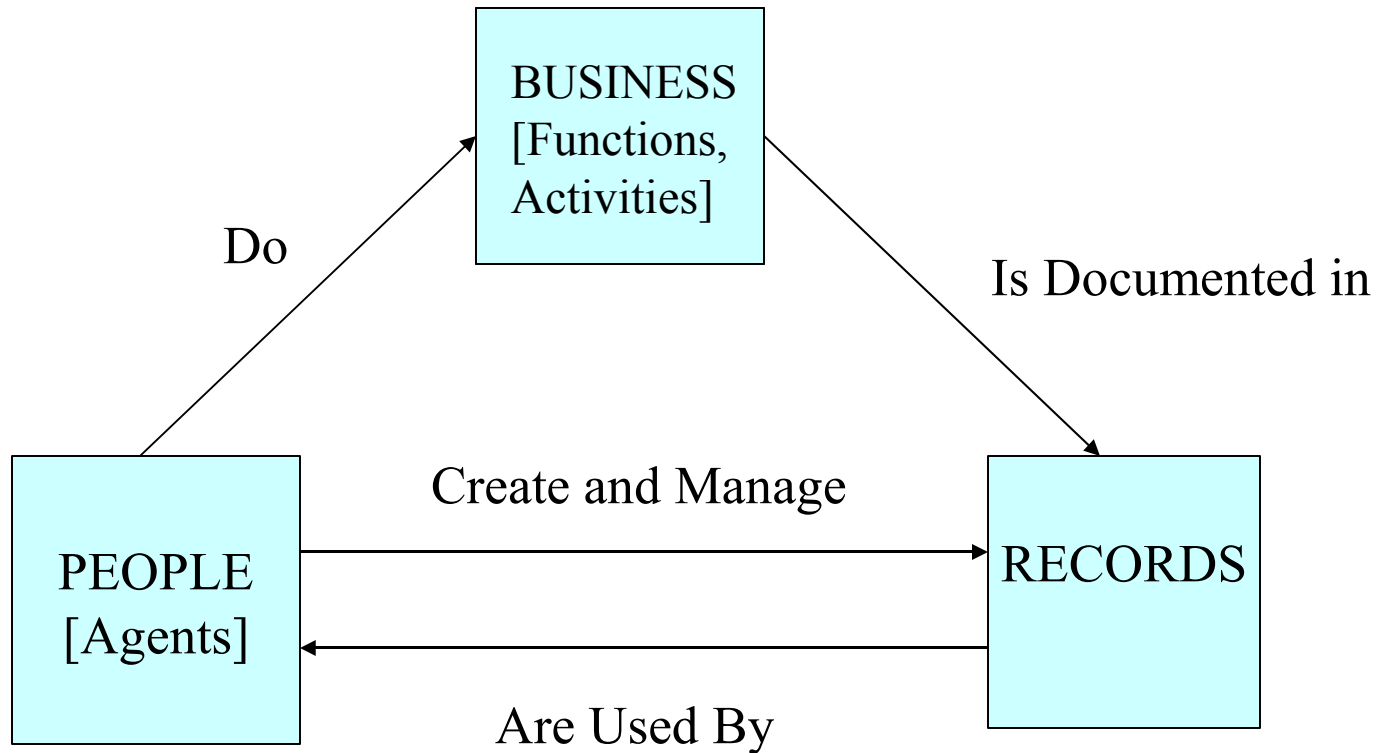 BUSINESS
[Functions,
Activities]
Do
Is Documented in
Create and Manage
PEOPLE
[Agents]
RECORDS
Are Used By